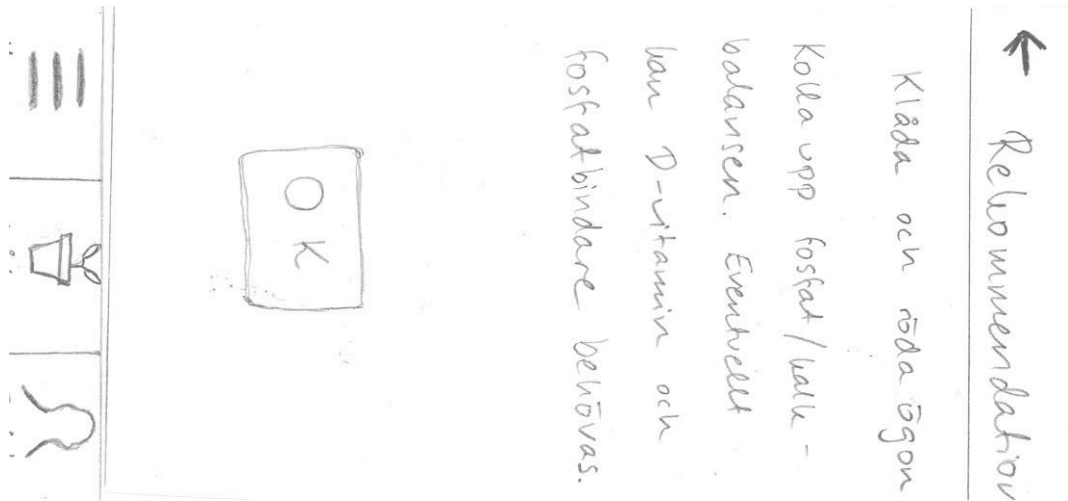 Rekommendation
Klåda och röda ögon
Kolla upp fosfat/kalk-
balansen. Eventuellt
kan D-vitamin och
fosfatbindare behövas.
OK